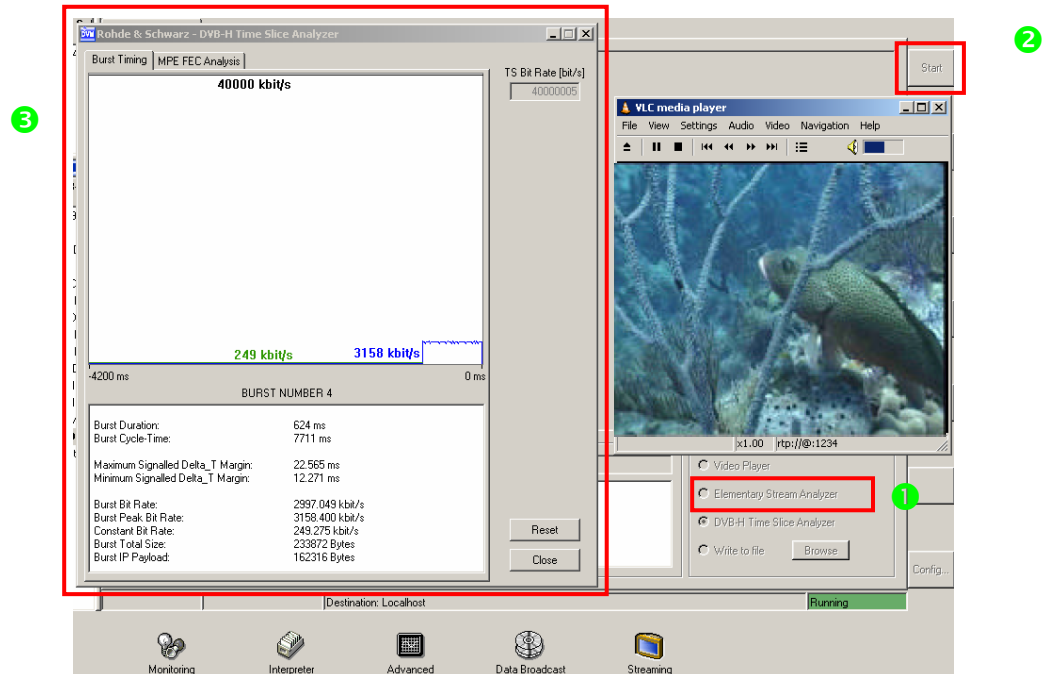 Rohde & Schwarz - DVB-H Time Slice Analyzer
Burst Timing
MPE FEC Analysis
TS Bit Rate [bit/s]
40000005
40000 kbit/s
249 kbit/s
3158 kbit/s
-4200 ms
0 ms
BURST NUMBER 4
Burst Duration: 624 ms
Burst Cycle-Time: 7711 ms
Maximum Signalled Delta_T Margin: 22.565 ms
Minimum Signalled Delta_T Margin: 12.271 ms
Burst Bit Rate: 2997.049 kbit/s
Burst Peak Bit Rate: 3158.400 kbit/s
Constant Bit Rate: 249.275 kbit/s
Burst Total Size: 233872 Bytes
Burst IP Payload: 162316 Bytes
Reset
Close
3
2
Start
VLC media player
File View Settings Audio Video Navigation Help
x1.00 rtp://@:1234
Video Player
Elementary Stream Analyzer
1
DVB-H Time Slice Analyzer
Write to file
Browse
Config...
Destination: Localhost
Running
Monitoring
Interpreter
Advanced
Data Broadcast
Streaming